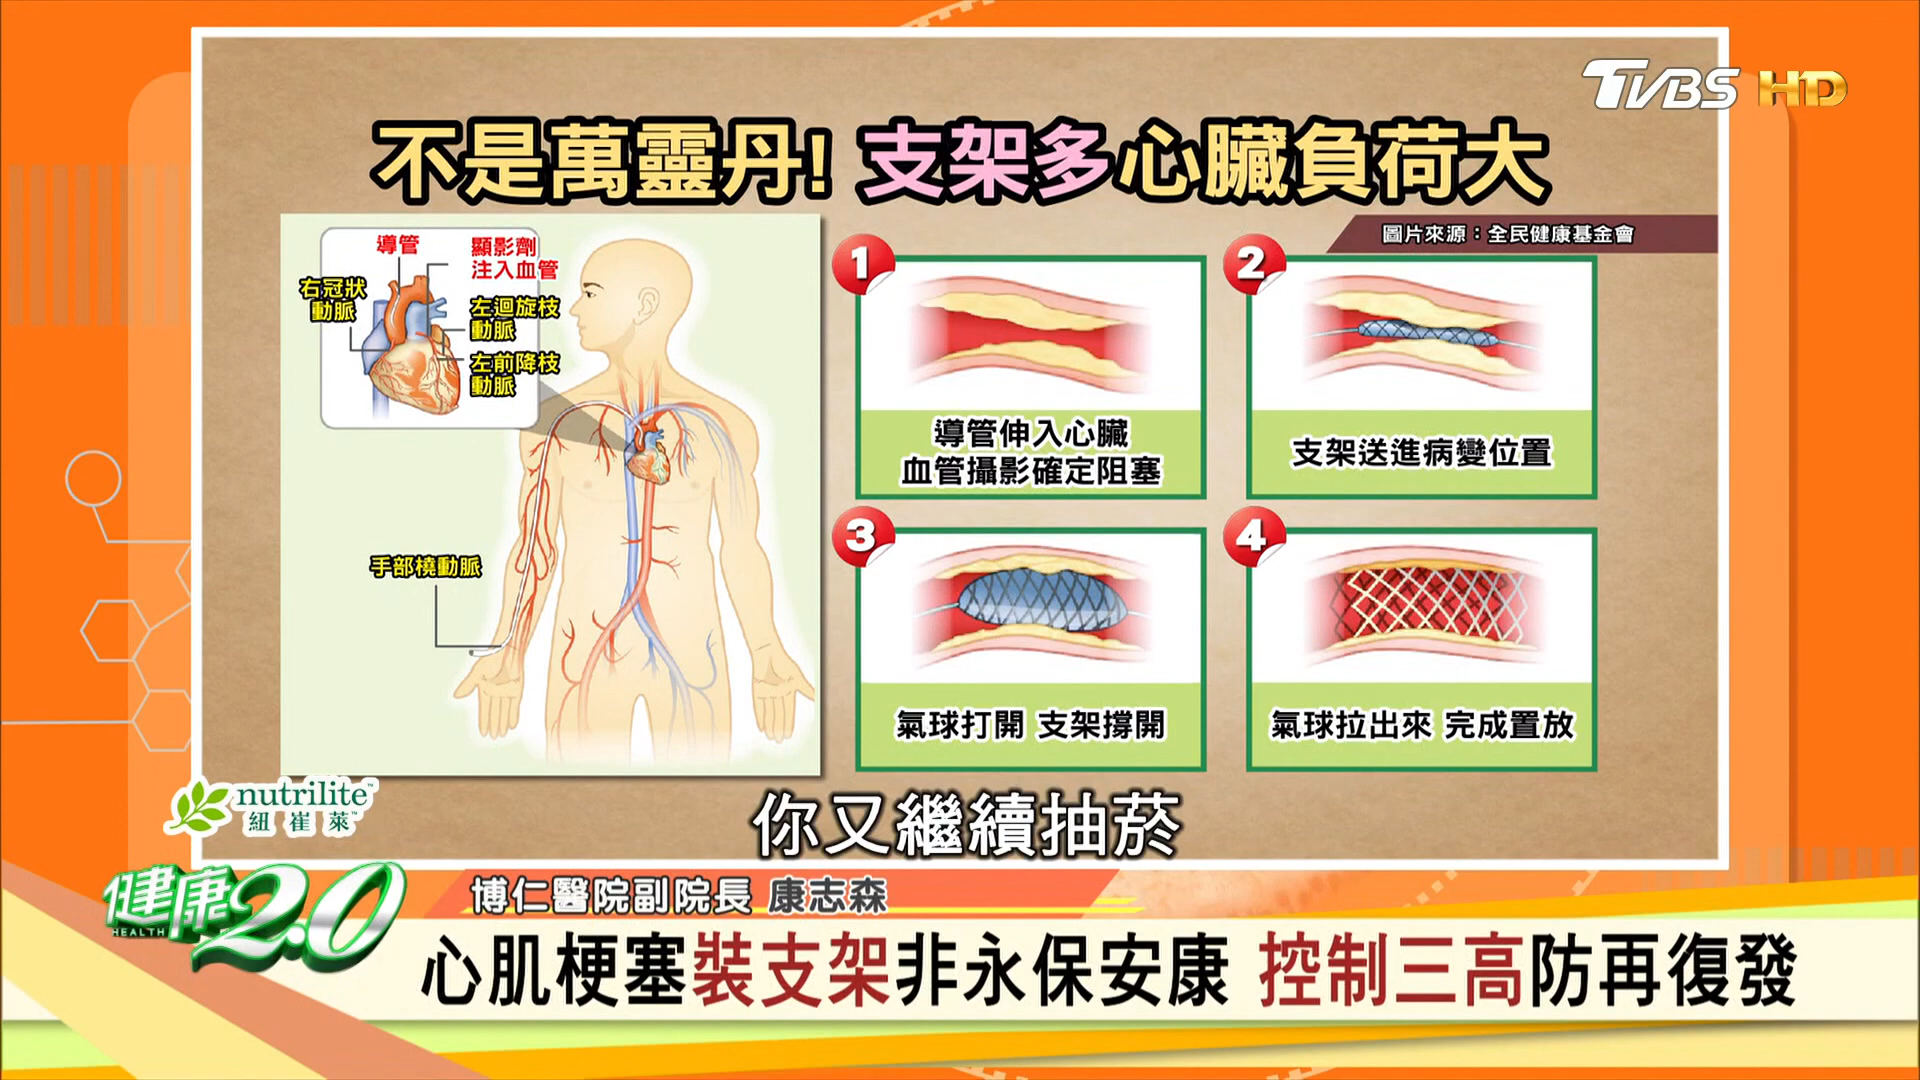 TVBS HD
不是萬靈丹! 支架多心臟負荷大
圖片來源：全民健康基金會
導管
顯影劑
注入血管
右冠狀
動脈
左迴旋枝
動脈
左前降枝
動脈
手部橈動脈
1
導管伸入心臟
血管攝影確定阻塞
2
支架送進病變位置
3
氣球打開 支架撐開
4
氣球拉出來 完成置放
nutrilite™
紐崔萊™
你又繼續抽菸
健康2.0
HEALTH
博仁醫院副院長 康志森
心肌梗塞裝支架非永保安康 控制三高防再復發